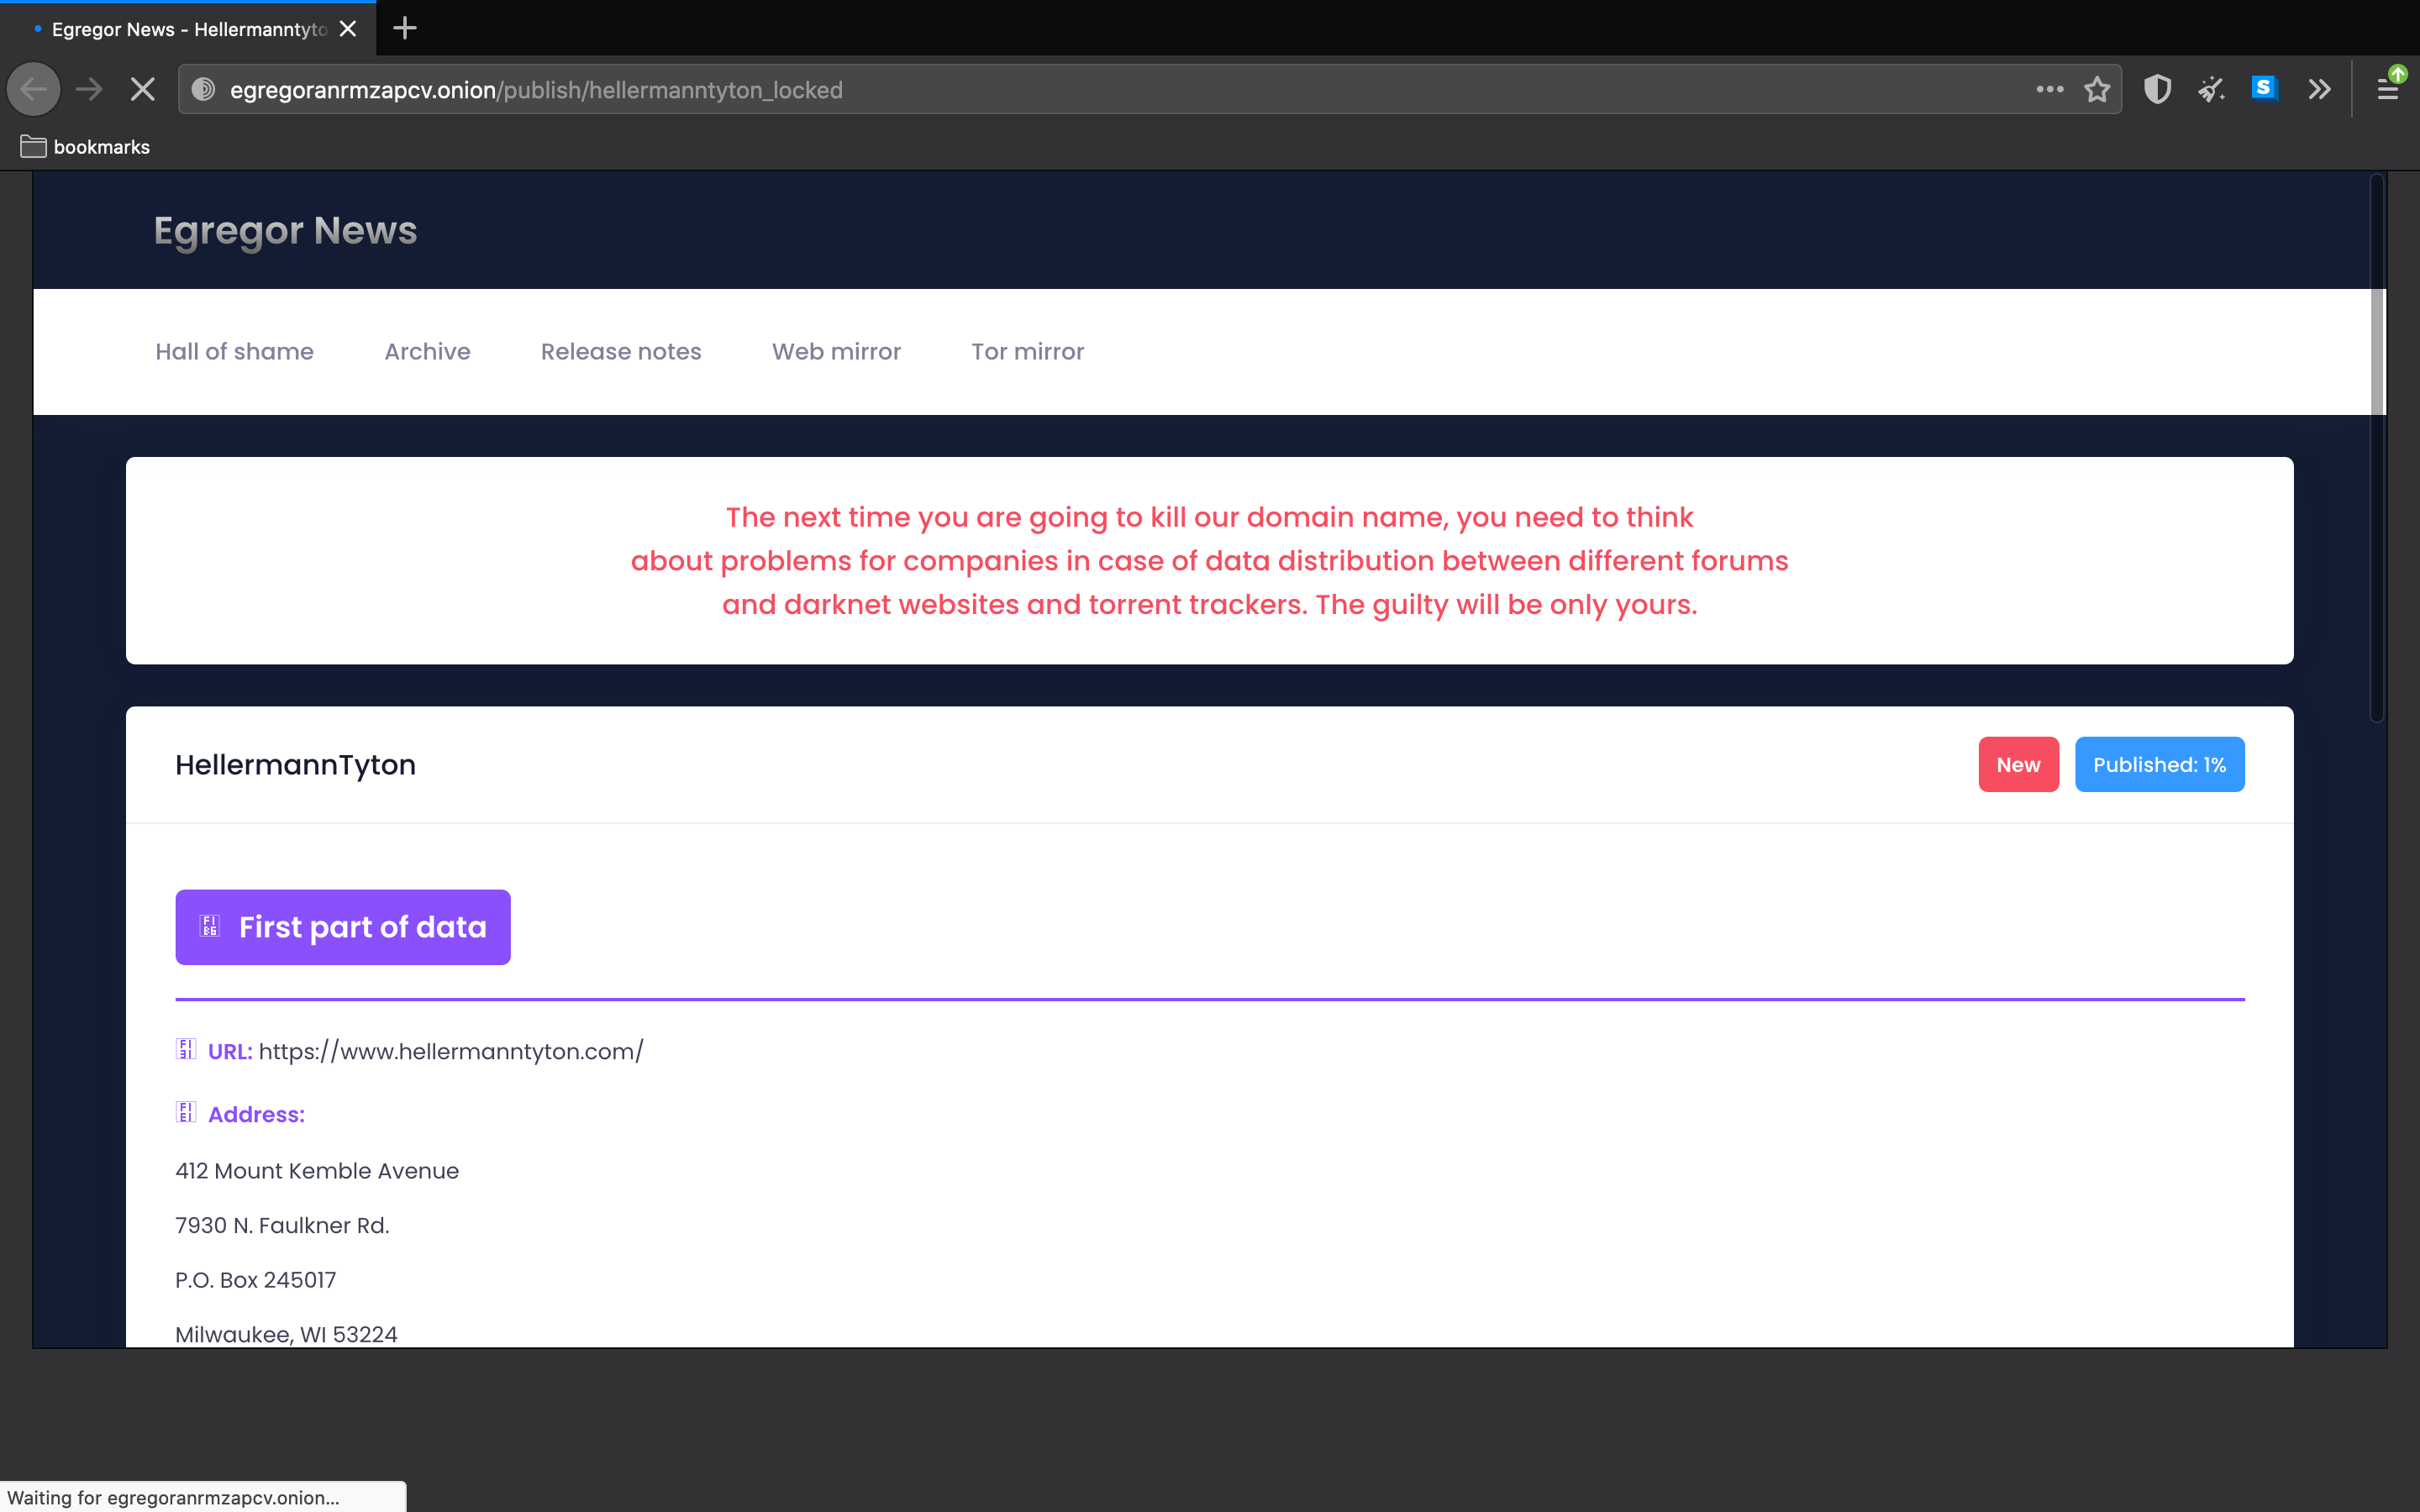 Egregor News - Hellermanntyto
egregoranrmzapcv.onion/publish/hellermanntyton_locked
S
bookmarks
Egregor News
Hall of shame Archive Release notes Web mirror Tor mirror
The next time you are going to kill our domain name, you need to think
about problems for companies in case of data distribution between different forums
and darknet websites and torrent trackers. The guilty will be only yours.
HellermannTyton New Published: 1%
First part of data
URL: https://www.hellermanntyton.com/
Address:
412 Mount Kemble Avenue
7930 N. Faulkner Rd.
P.O. Box 245017
Milwaukee, WI 53224
Waiting for egregoranrmzapcv.onion...